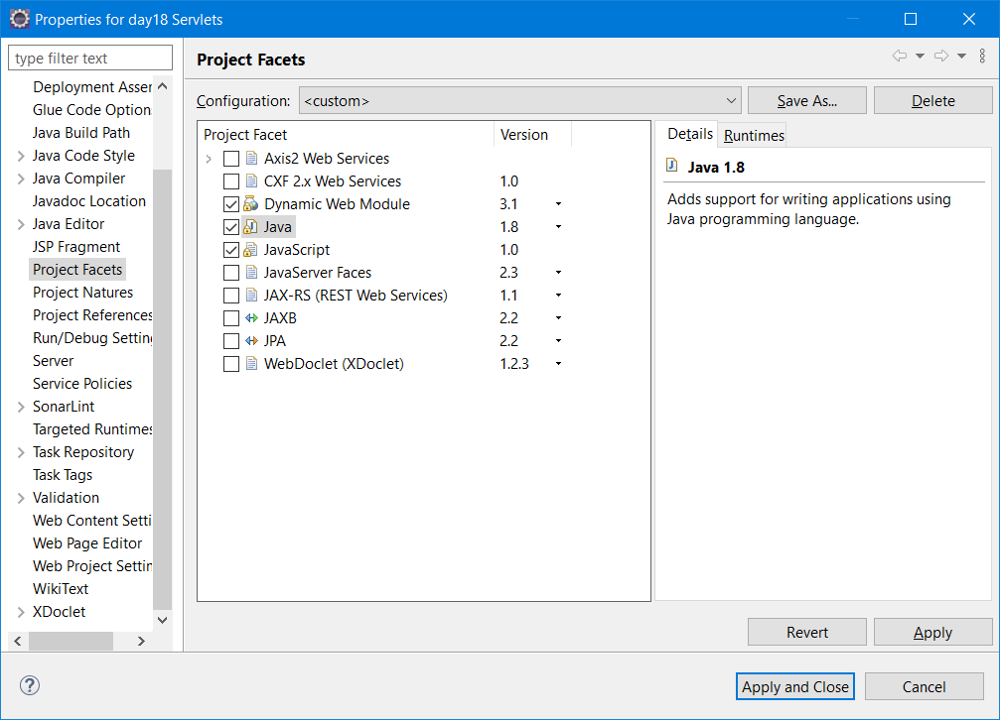 Properties for day18 Servlets
type filter text
Deployment Assen
Glue Code Option
Java Build Path
Java Code Style
Java Compiler
Javadoc Location
Java Editor
JSP Fragment
Project Facets
Project Natures
Project References
Run/Debug Setting
Server
Service Policies
SonarLint
Targeted Runtimes
Task Repository
Task Tags
Validation
Web Content Setti
Web Page Editor
Web Project Settin
WikiText
XDoclet
Project Facets
Configuration: <custom> Save As... Delete
Project Facet Version
Axis2 Web Services
CXF 2.x Web Services 1.0
Dynamic Web Module 3.1
Java 1.8
JavaScript 1.0
JavaServer Faces 2.3
JAX-RS (REST Web Services) 1.1
JAXB 2.2
JPA 2.2
WebDoclet (XDoclet) 1.2.3
Details Runtimes
Java 1.8
Adds support for writing applications using
Java programming language.
Revert Apply
Apply and Close Cancel